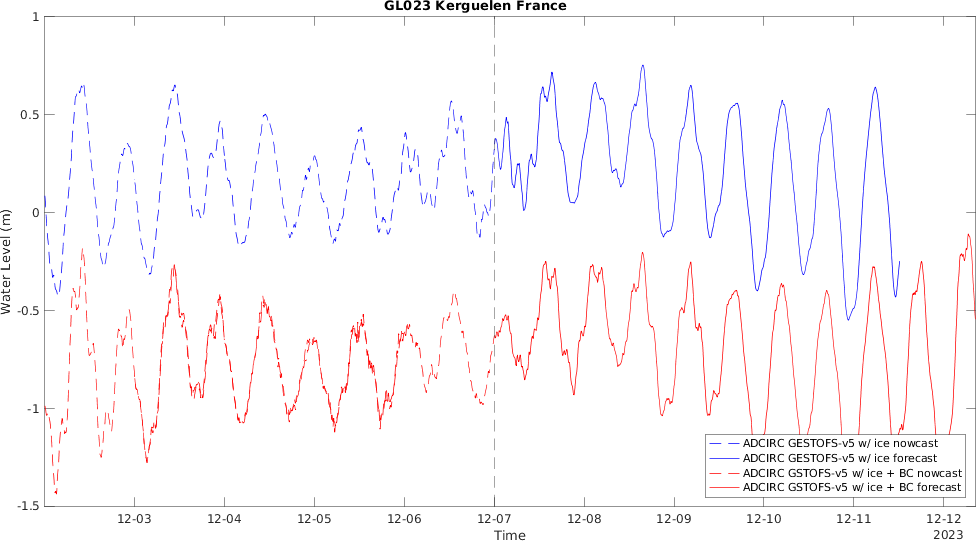 GL023 Kerguelen France
1
0.5
0
-0.5
-1
-1.5
Water Level (m)
12-03
12-04
12-05
12-06
12-07
12-08
12-09
12-10
12-11
12-12
Time
2023
ADCIRC GESTOFS-v5 w/ ice nowcast
ADCIRC GESTOFS-v5 w/ ice forecast
ADCIRC GSTOFS-v5 w/ ice + BC nowcast
ADCIRC GSTOFS-v5 w/ ice + BC forecast